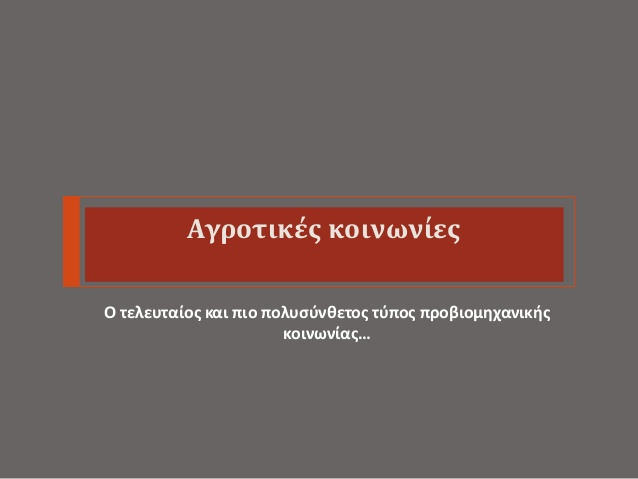 Αγροτικές κοινωνίες
Ο τελευταίος και πιο πολυσύνθετος τύπος προβιομηχανικής
κοινωνίας…